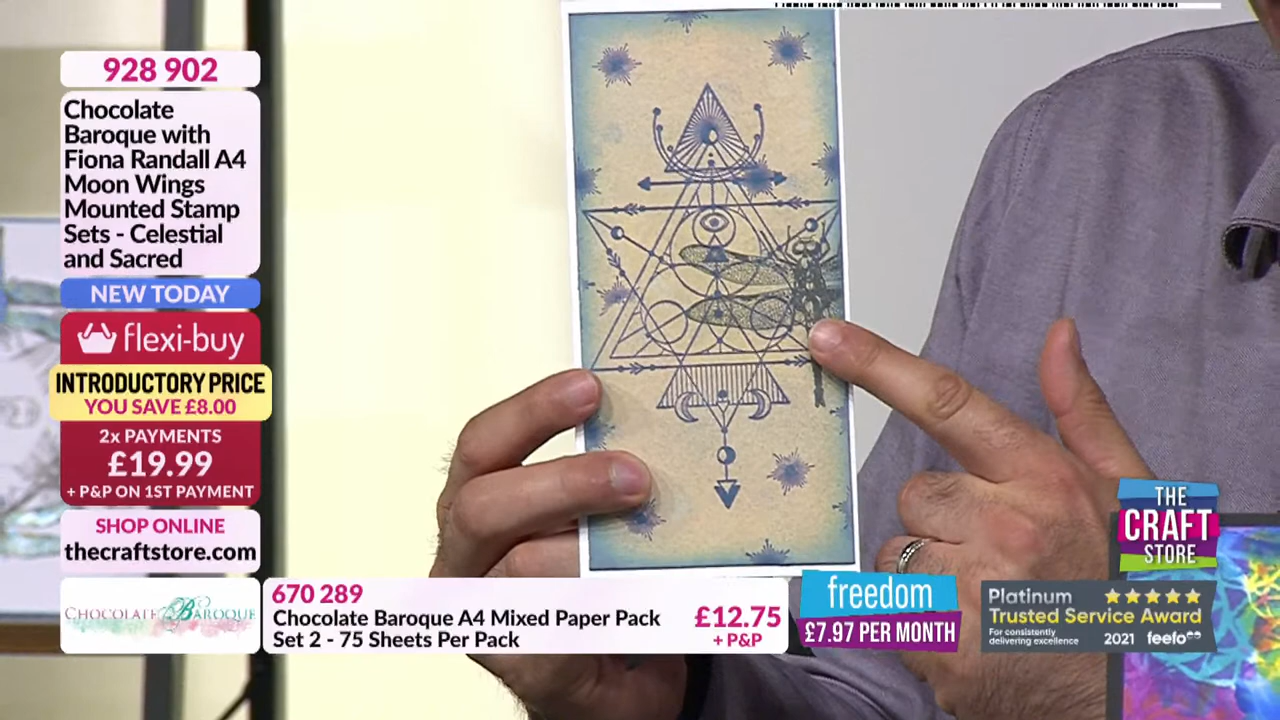 928 902
Chocolate
Baroque with
Fiona Randall A4
Moon Wings
Mounted Stamp
Sets - Celestial
and Sacred
NEW TODAY
flexi-buy
INTRODUCTORY PRICE
YOU SAVE £8.00
2x PAYMENTS
£19.99
+ P&P ON 1ST PAYMENT
SHOP ONLINE
thecraftstore.com
CHOCOLATE BAROQUE
670 289
Chocolate Baroque A4 Mixed Paper Pack
Set 2 - 75 Sheets Per Pack
£12.75
+ P&P
freedom
£7.97 PER MONTH
THE
CRAFT
STORE
Platinum
Trusted Service Award
For consistently
delivering excellence
2021 feefo